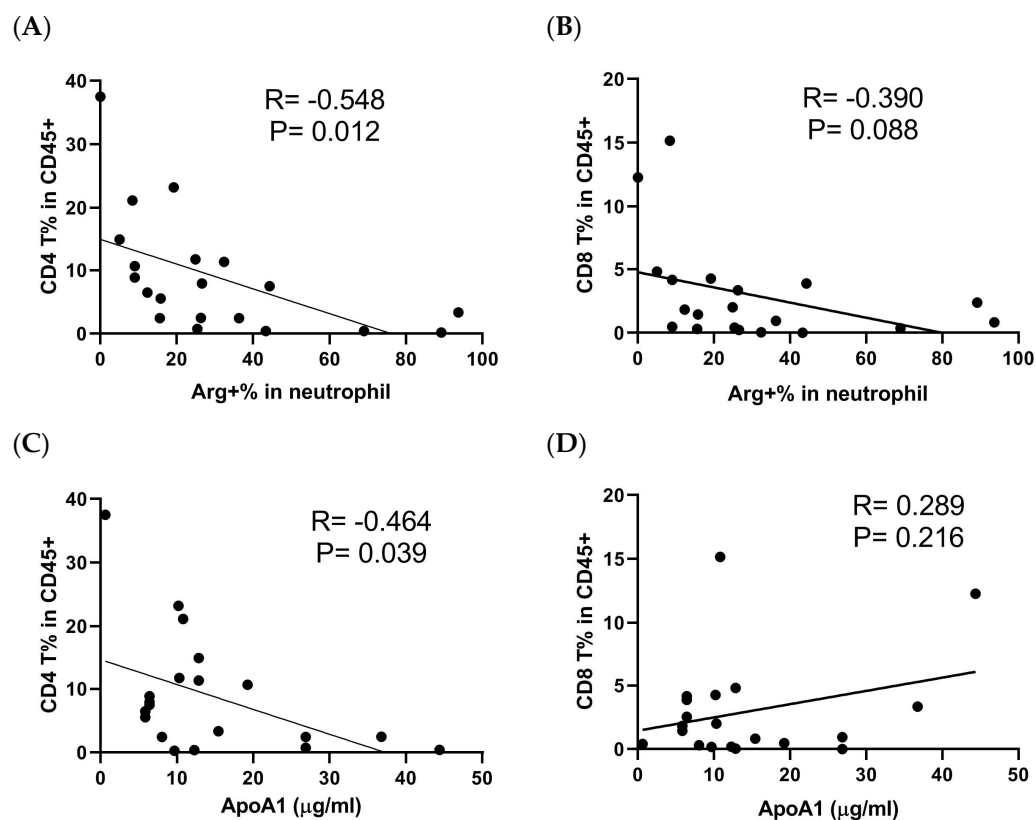 (A)
R= -0.548
P= 0.012
CD4 T% in CD45+
40
30
20
10
0
0 20 40 60 80 100
Arg+% in neutrophil
(B)
R= -0.390
P= 0.088
CD8 T% in CD45+
20
15
10
5
0
0 20 40 60 80 100
Arg+% in neutrophil
(C)
R= -0.464
P= 0.039
CD4 T% in CD45+
40
30
20
10
0
0 10 20 30 40 50
ApoA1 (μg/ml)
(D)
R= 0.289
P= 0.216
CD8 T% in CD45+
20
15
10
5
0
0 10 20 30 40 50
ApoA1 (μg/ml)